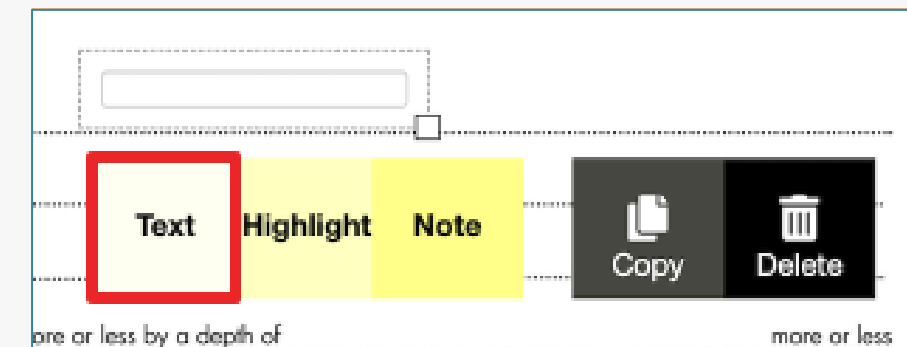 Text Highlight Note
Copy Delete
ore or less by a depth of more or less